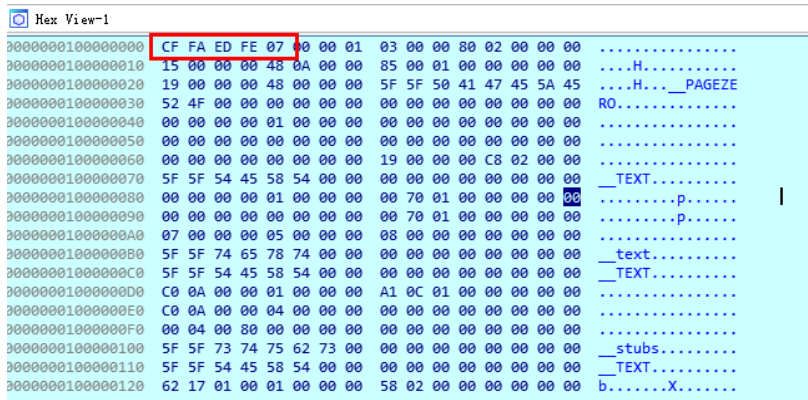 Hex View-1
0000000100000000 CF FA ED FE 07 00 00 01 03 00 00 80 02 00 00 00 ................
0000000100000010 15 00 00 00 48 0A 00 00 85 00 01 00 00 00 00 00 ....H...........
0000000100000020 19 00 00 00 48 00 00 00 5F 5F 50 41 47 45 5A 45 ....H...__PAGEZE
0000000100000030 52 4F 00 00 00 00 00 00 00 00 00 00 00 00 00 00 RO..............
0000000100000040 00 00 00 00 01 00 00 00 00 00 00 00 00 00 00 00 ................
0000000100000050 00 00 00 00 00 00 00 00 00 00 00 00 00 00 00 00 ................
0000000100000060 00 00 00 00 00 00 00 00 19 00 00 00 C8 02 00 00 ................
0000000100000070 5F 5F 54 45 58 54 00 00 00 00 00 00 00 00 00 00 __TEXT..........
0000000100000080 00 00 00 00 01 00 00 00 00 70 01 00 00 00 00 00 .........p......
0000000100000090 00 00 00 00 00 00 00 00 00 70 01 00 00 00 00 00 .........p......
00000001000000A0 07 00 00 00 05 00 00 00 08 00 00 00 00 00 00 00 ................
00000001000000B0 5F 5F 74 65 78 74 00 00 00 00 00 00 00 00 00 00 __text..........
00000001000000C0 5F 5F 54 45 58 54 00 00 00 00 00 00 00 00 00 00 __TEXT..........
00000001000000D0 C0 0A 00 00 01 00 00 00 A1 0C 01 00 00 00 00 00 ................
00000001000000E0 C0 0A 00 00 04 00 00 00 00 00 00 00 00 00 00 00 ................
00000001000000F0 00 04 00 80 00 00 00 00 00 00 00 00 00 00 00 00 ................
0000000100000100 5F 5F 73 74 75 62 73 00 00 00 00 00 00 00 00 00 __stubs.........
0000000100000110 5F 5F 54 45 58 54 00 00 00 00 00 00 00 00 00 00 __TEXT..........
0000000100000120 62 17 01 00 01 00 00 00 58 02 00 00 00 00 00 00 b.......X.......